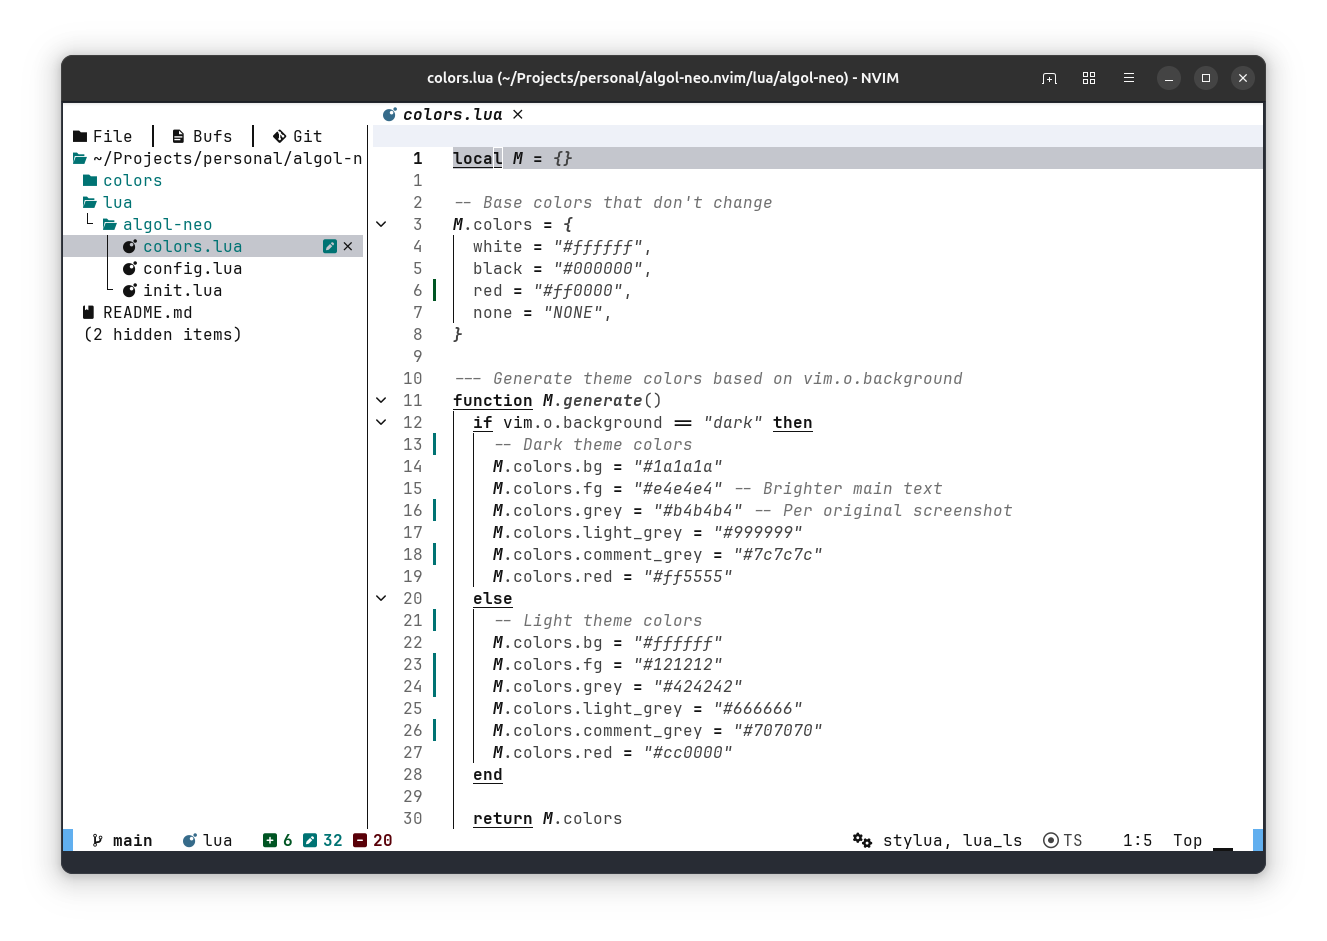 colors.lua (~/Projects/personal/algol-neo.nvim/lua/algol-neo) - NVIM
colors.lua
File Bufs Git
~/Projects/personal/algol-n
colors
lua
algol-neo
colors.lua
config.lua
init.lua
README.md
(2 hidden items)
1 local M = {}
1
2 -- Base colors that don't change
3 M.colors = {
4 white = "#ffffff",
5 black = "#000000",
6 red = "#ff0000",
7 none = "NONE",
8 }
9
10 --- Generate theme colors based on vim.o.background
11 function M.generate()
12 if vim.o.background == "dark" then
13 -- Dark theme colors
14 M.colors.bg = "#1a1a1a"
15 M.colors.fg = "#e4e4e4" -- Brighter main text
16 M.colors.grey = "#b4b4b4" -- Per original screenshot
17 M.colors.light_grey = "#999999"
18 M.colors.comment_grey = "#7c7c7c"
19 M.colors.red = "#ff5555"
20 else
21 -- Light theme colors
22 M.colors.bg = "#ffffff"
23 M.colors.fg = "#121212"
24 M.colors.grey = "#424242"
25 M.colors.light_grey = "#666666"
26 M.colors.comment_grey = "#707070"
27 M.colors.red = "#cc0000"
28 end
29
30 return M.colors
main lua 6 32 20 stylua, lua_ls TS 1:5 Top